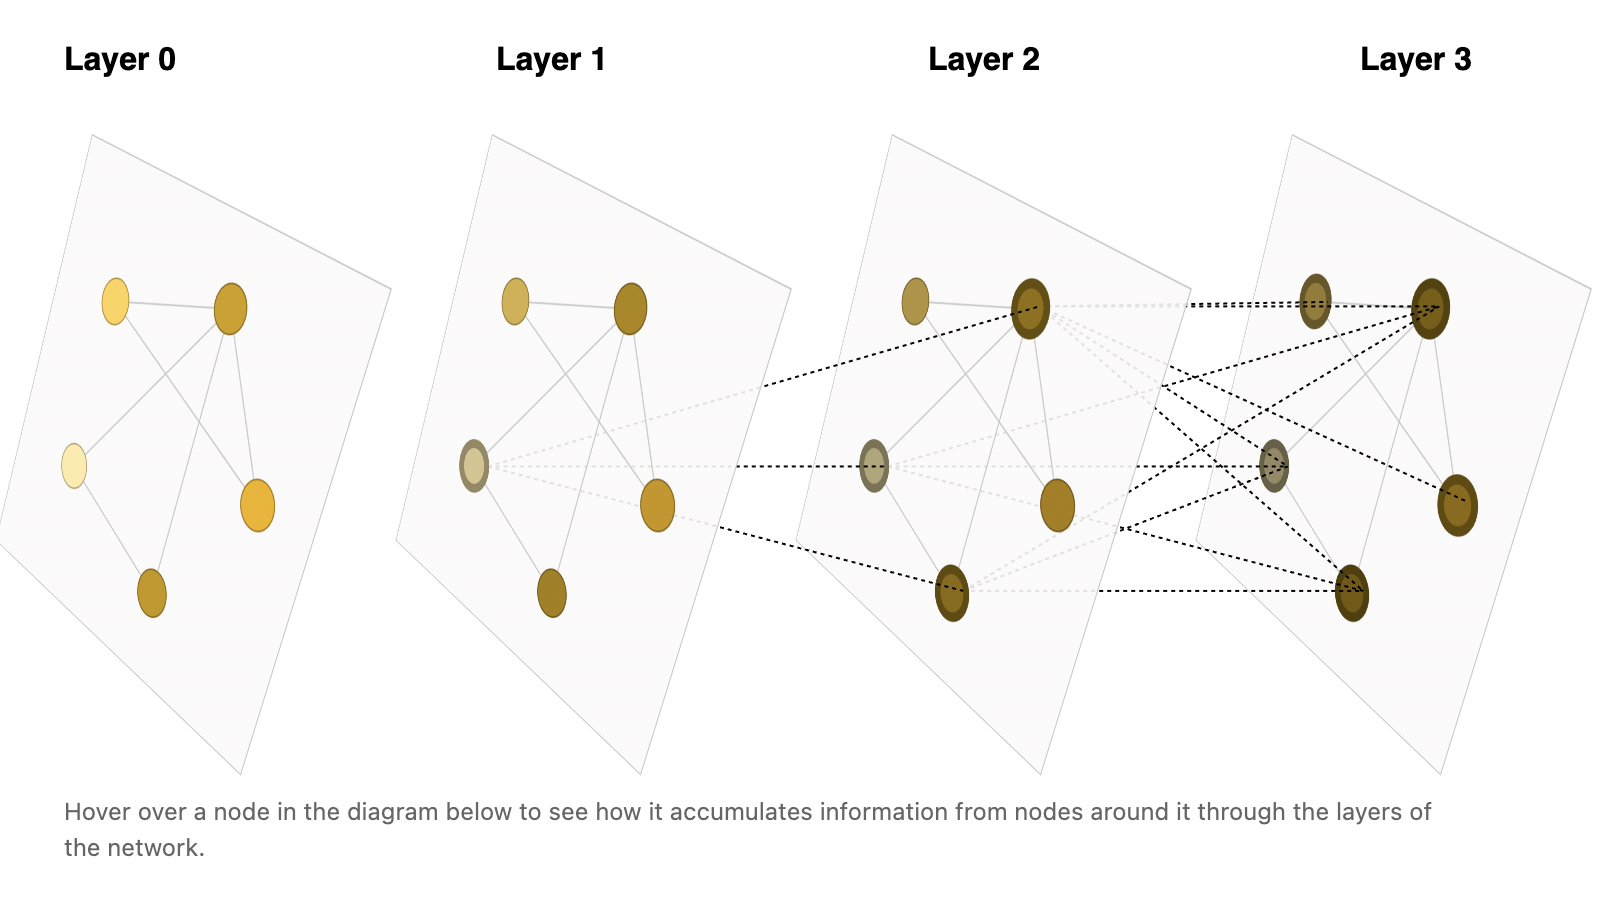 Layer 0
Layer 1
Layer 2
Layer 3
Hover over a node in the diagram below to see how it accumulates information from nodes around it through the layers of
the network.